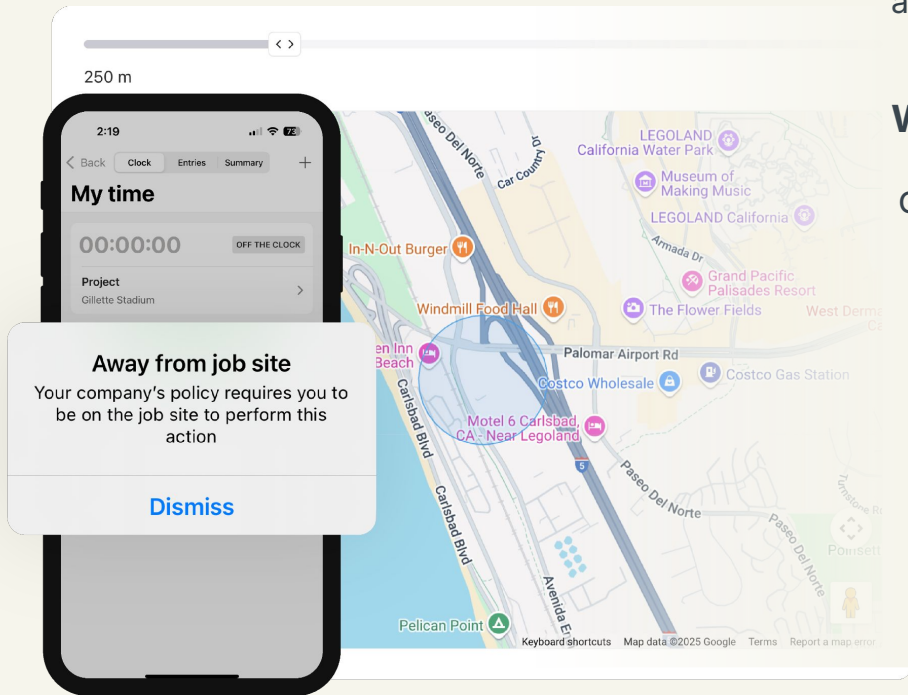 250 m
2:19
73
Back
Clock
Entries
Summary
My time
00:00:00
OFF THE CLOCK
Project
Gillette Stadium
Away from job site
Your company's policy requires you to
be on the job site to perform this
action
Dismiss
Paseo Del Norte
Car Country Dr
LEGOLAND
California Water Park
Museum of
Making Music
LEGOLAND California
Armada Dr
In-N-Out Burger
Grand Pacific
Palisades Resort
Windmill Food Hall
The Flower Fields
West Derma
Beach
Palomar Airport Rd
Costco Wholesale
Costco Gas Station
Carlsbad Blvd
Motel 6 Carlsbad,
CA - Near Legoland
5
Paseo Del Norte
Carlsbad Blvd
Paseo Del Norte
Avenida
Pelican Point
Keyboard shortcuts
Map data ©2025 Google
Terms
Report a map error